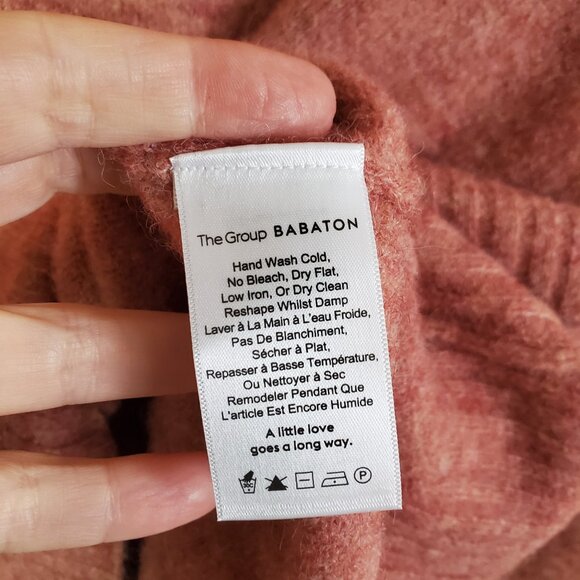 The Group BABATON
Hand Wash Cold,
No Bleach, Dry Flat,
Low Iron, Or Dry Clean
Reshape Whilst Damp
Laver à La Main à L'eau Froide,
Pas De Blanchiment,
Sécher à Plat,
Repasser à Basse Température,
Ou Nettoyer à Sec
Remodeler Pendant Que
L'article Est Encore Humide
A little love
goes a long way.
P